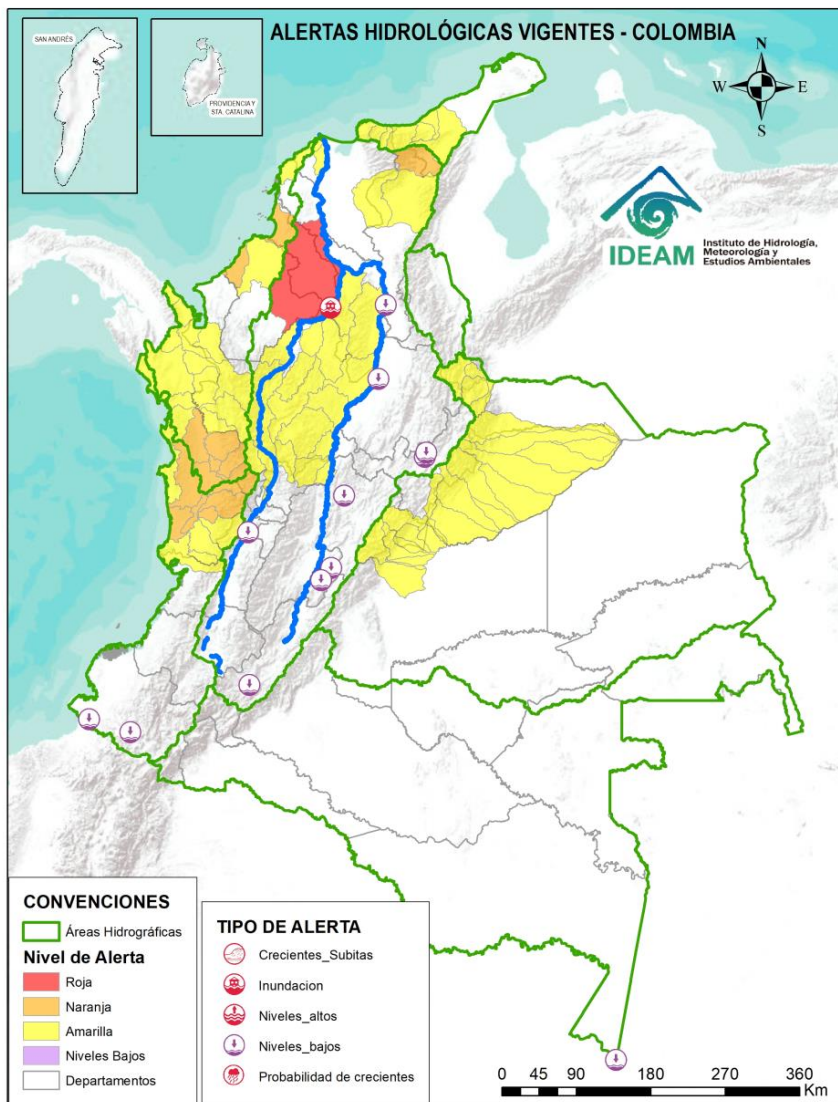 ALERTAS HIDROLÓGICAS VIGENTES - COLOMBIA
SAN ANDRÉS
PROVIDENCIA Y
STA. CATALINA
N
W
E
S
IDEAM
Instituto de Hidrología,
Meteorología y
Estudios Ambientales
CONVENCIONES
Áreas Hidrográficas
Nivel de Alerta
Roja
Naranja
Amarilla
Niveles Bajos
Departamentos
TIPO DE ALERTA
Crecientes_Subitas
Inundacion
Niveles_altos
Niveles_bajos
Probabilidad de crecientes
0 45 90 180 270 360
Km